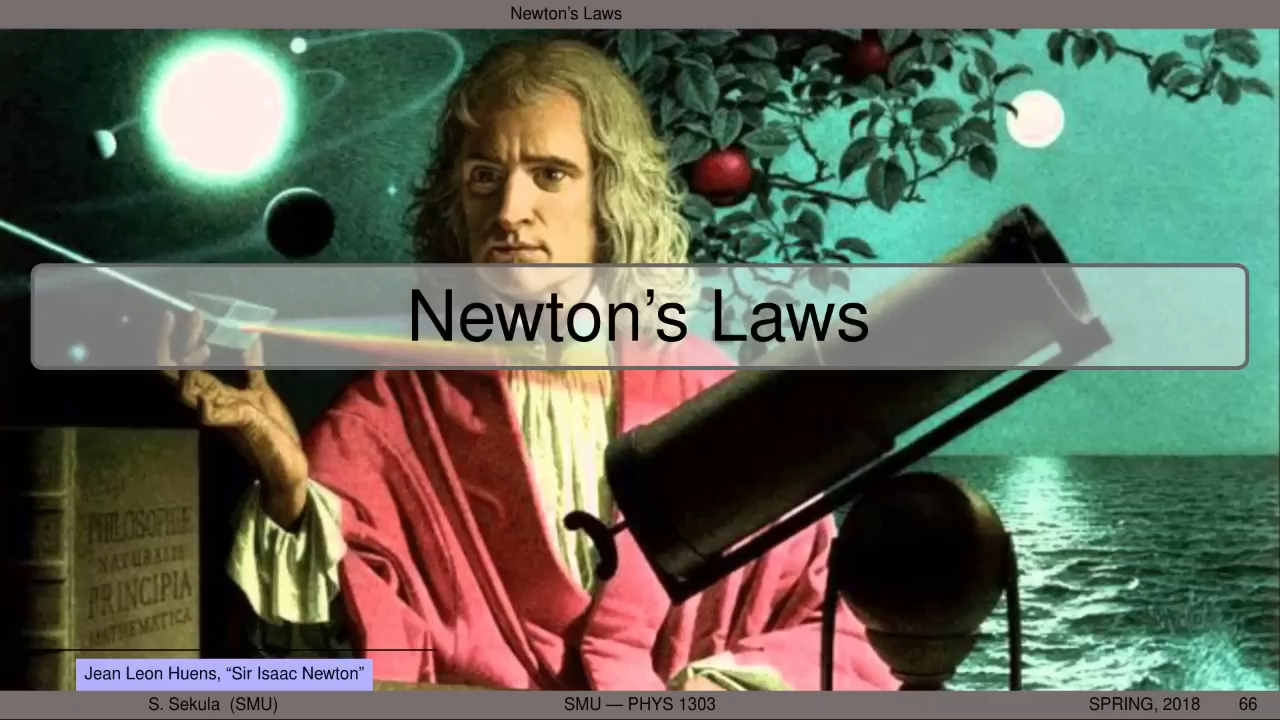 Newton’s Laws
Newton’s Laws
PHILOSOPHIÆ
NATURALIS
PRINCIPIA
MATHEMATICA
Jean Leon Huens, “Sir Isaac Newton”
S. Sekula (SMU) SMU — PHYS 1303 SPRING, 2018 66